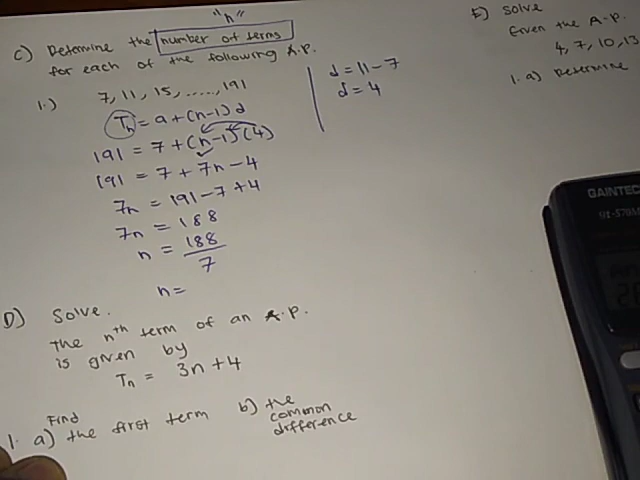 "n"
C) Determine the number of terms
for each of the following A.P.
1.) 7, 11, 15, ....., 191
d = 11 - 7
d = 4
Tn = a + (n-1) d
191 = 7 + (n-1) (4)
191 = 7 + 7n - 4
7n = 191 - 7 + 4
7n = 188
n = 188
7
n =
D) Solve.
The nth term of an A.P.
is given by
Tn = 3n + 4
Find
1. a) the first term b) the
common
difference
E) Solve
Given the A.P.
4, 7, 10, 13
1. a) Determine
GAINTEC